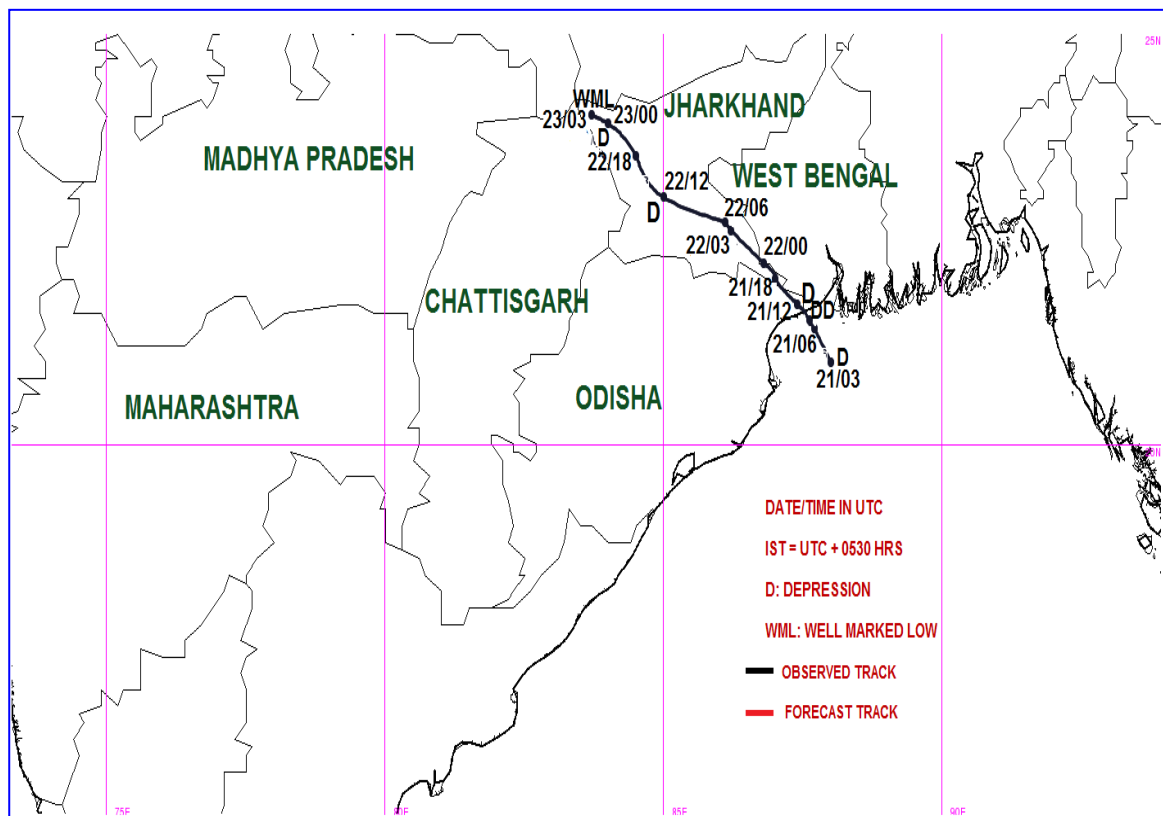 25N
JHARKHAND
WML
23/03
23/00
D
22/18
MADHYA PRADESH
WEST BENGAL
22/12
D
22/06
22/03
22/00
21/18
CHATTISGARH
D
21/12
DD
21/06
D
21/03
ODISHA
MAHARASHTRA
DATE/TIME IN UTC
IST = UTC + 0530 HRS
D: DEPRESSION
WML: WELL MARKED LOW
OBSERVED TRACK
FORECAST TRACK
75E
80E
85E
90E